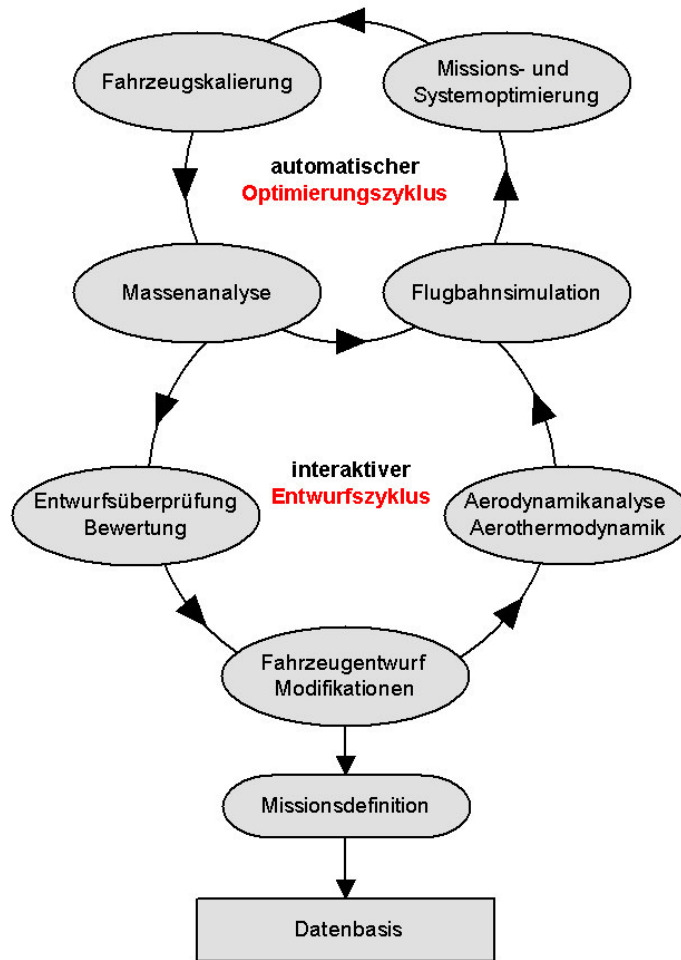 Fahrzeugskalierung
Missions- und
Systemoptimierung
automatischer
Optimierungszyklus
Massenanalyse
Flugbahnsimulation
interaktiver
Entwurfszyklus
Entwurfsüberprüfung
Bewertung
Aerodynamikanalyse
Aerothermodynamik
Fahrzeugentwurf
Modifikationen
Missionsdefinition
Datenbasis